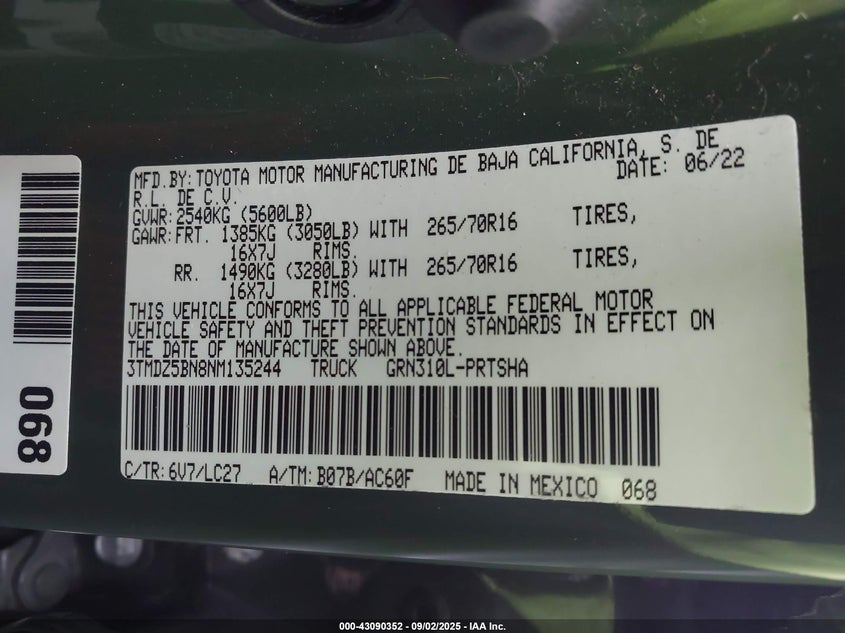 MFD.BY: TOYOTA MOTOR MANUFACTURING DE BAJA CALIFORNIA, S. DE
R.L. DE C.V. DATE: 06/22
GVWR: 2540KG (5600LB)
GAWR: FRT. 1385KG (3050LB) WITH 265/70R16 TIRES,
16X7J RIMS.
RR. 1490KG (3280LB) WITH 265/70R16 TIRES,
16X7J RIMS.
THIS VEHICLE CONFORMS TO ALL APPLICABLE FEDERAL MOTOR
VEHICLE SAFETY AND THEFT PREVENTION STANDARDS IN EFFECT ON
THE DATE OF MANUFACTURE SHOWN ABOVE.
3TMDZ5BN8NM135244 TRUCK GRN310L-PRTSHA
C/TR: 6V7/LC27 A/TM: B07B/AC60F MADE IN MEXICO 068
068
000-43090352 - 09/02/2025 - IAA Inc.